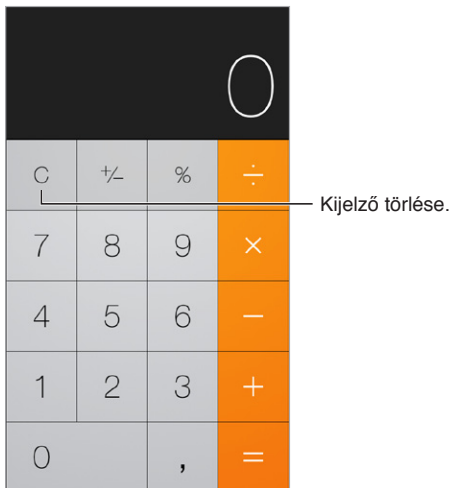 0
C +/− % ÷
Kijelző törlése.
7 8 9 ×
4 5 6 −
1 2 3 +
0 , =